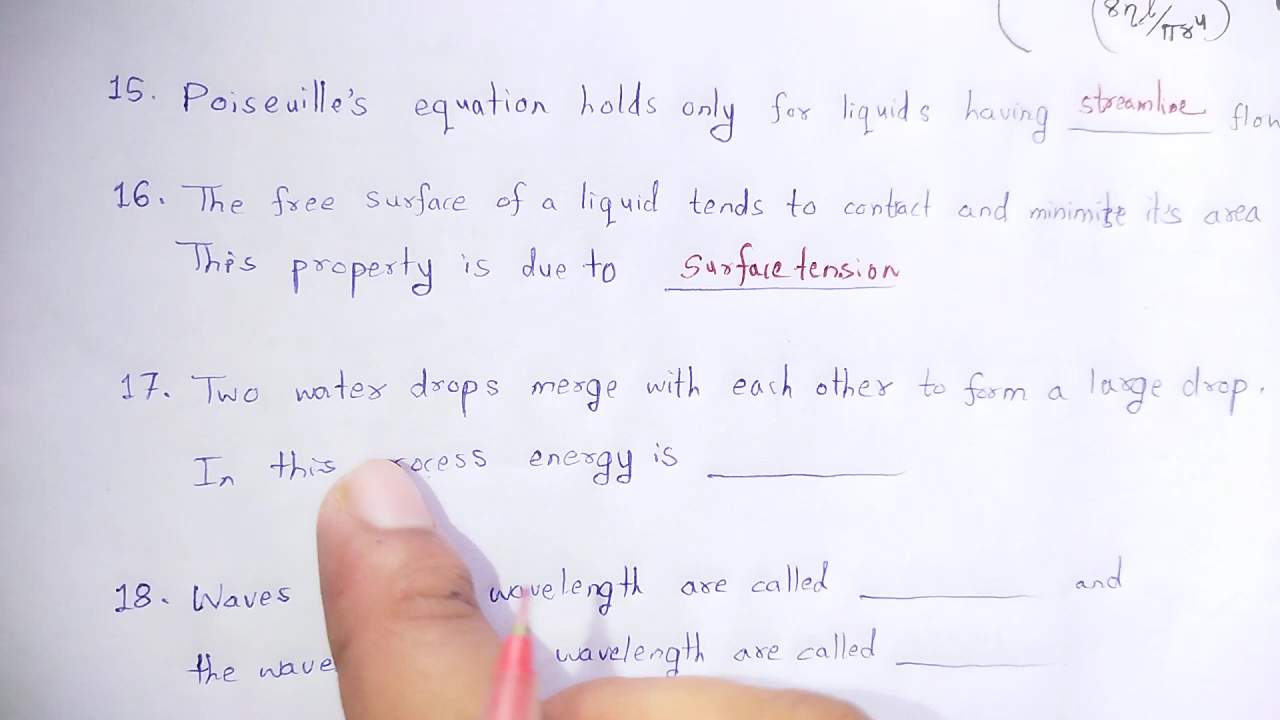 8ηl/πr⁴
15. Poiseuille's equation holds only for liquids having streamline flow
16. The free surface of a liquid tends to contract and minimize it's area
This property is due to surface tension
17. Two water drops merge with each other to form a large drop.
In this process energy is
18. Waves wavelength are called and
the wave wavelength are called